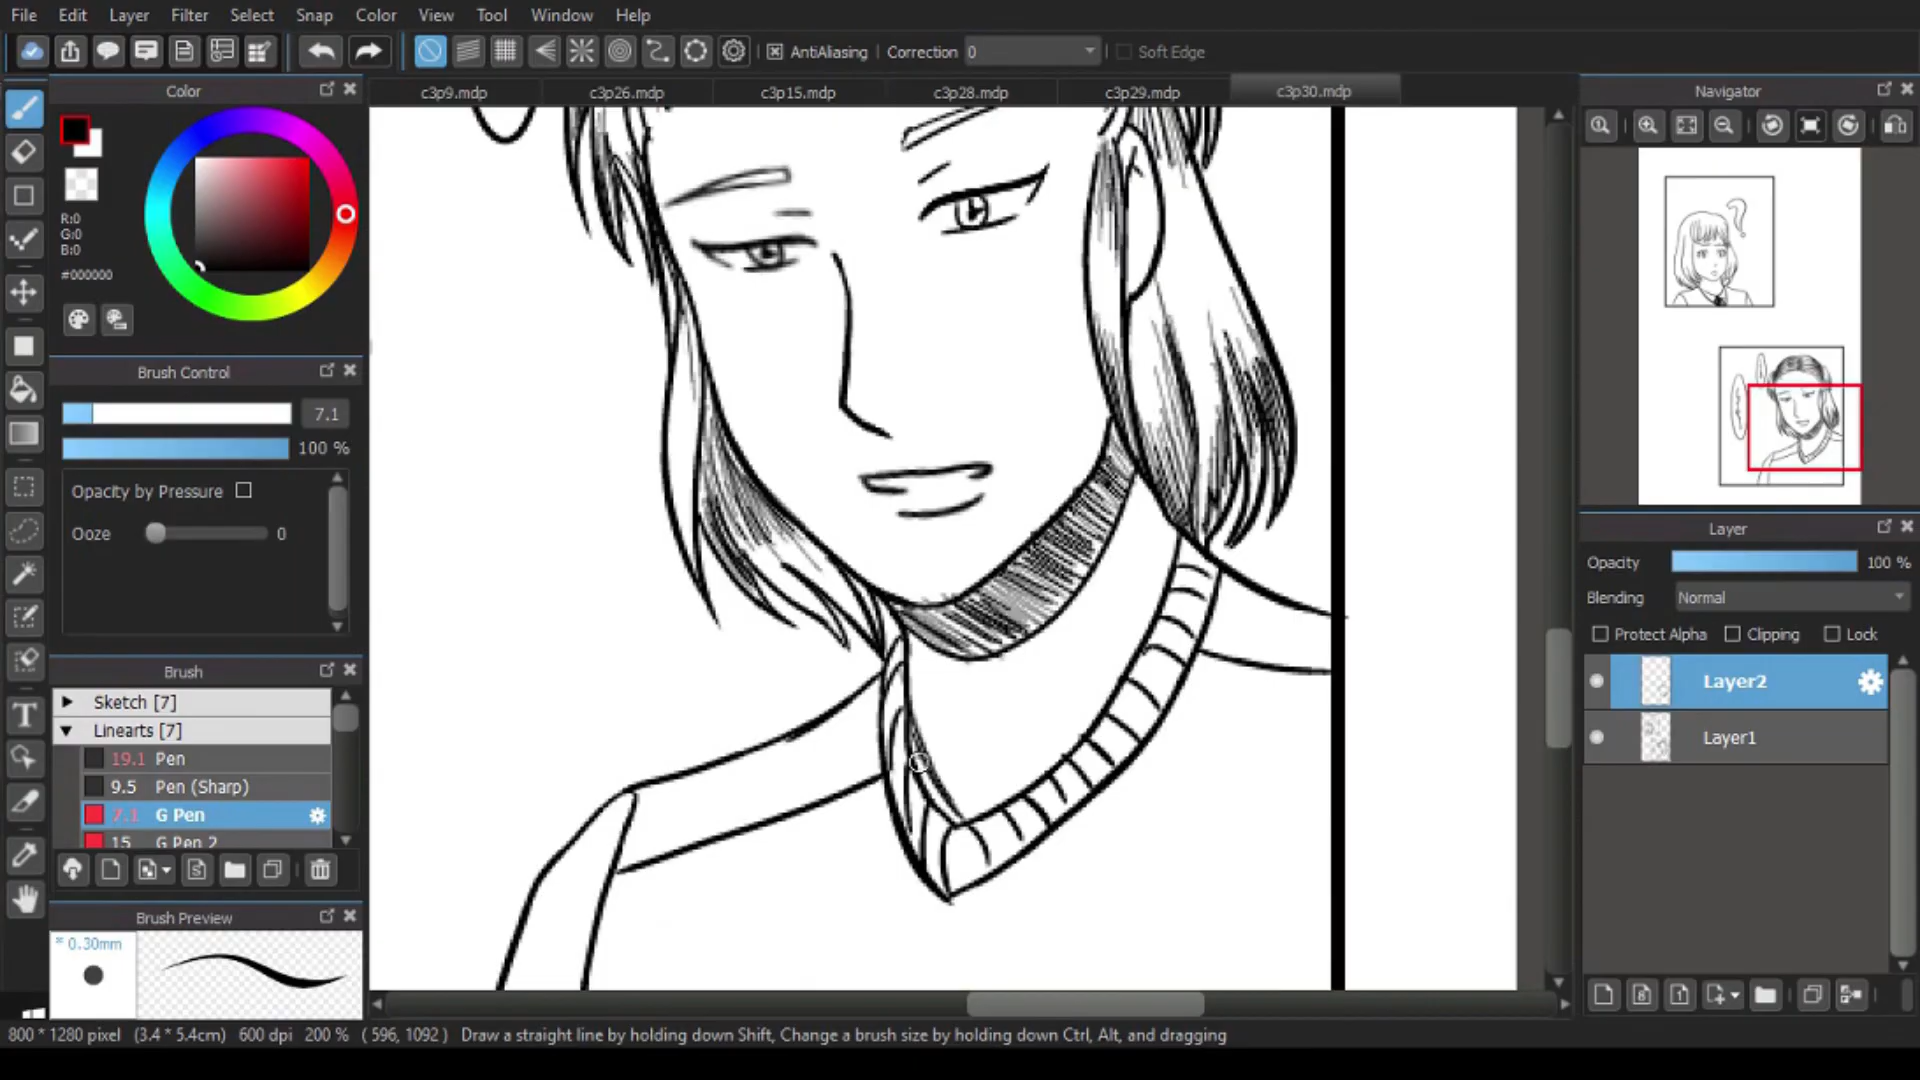 File Edit Layer Filter Select Snap Color View Tool Window Help
AntiAliasing Correction 0 Soft Edge
Color
c3p9.mdp c3p26.mdp c3p15.mdp c3p28.mdp c3p29.mdp c3p30.mdp
Navigator
R:0
G:0
B:0
#000000
Brush Control
7.1
100 %
Opacity by Pressure
Ooze 0
Brush
Sketch [7]
Linearts [7]
19.1 Pen
9.5 Pen (Sharp)
7.1 G Pen
15 G Pen 2
Brush Preview
* 0.30mm
?
Layer
Opacity 100 %
Blending Normal
Protect Alpha Clipping Lock
Layer2
Layer1
800 * 1280 pixel (3.4 * 5.4cm) 600 dpi 200 % ( 596, 1092 ) Draw a straight line by holding down Shift, Change a brush size by holding down Ctrl, Alt, and dragging